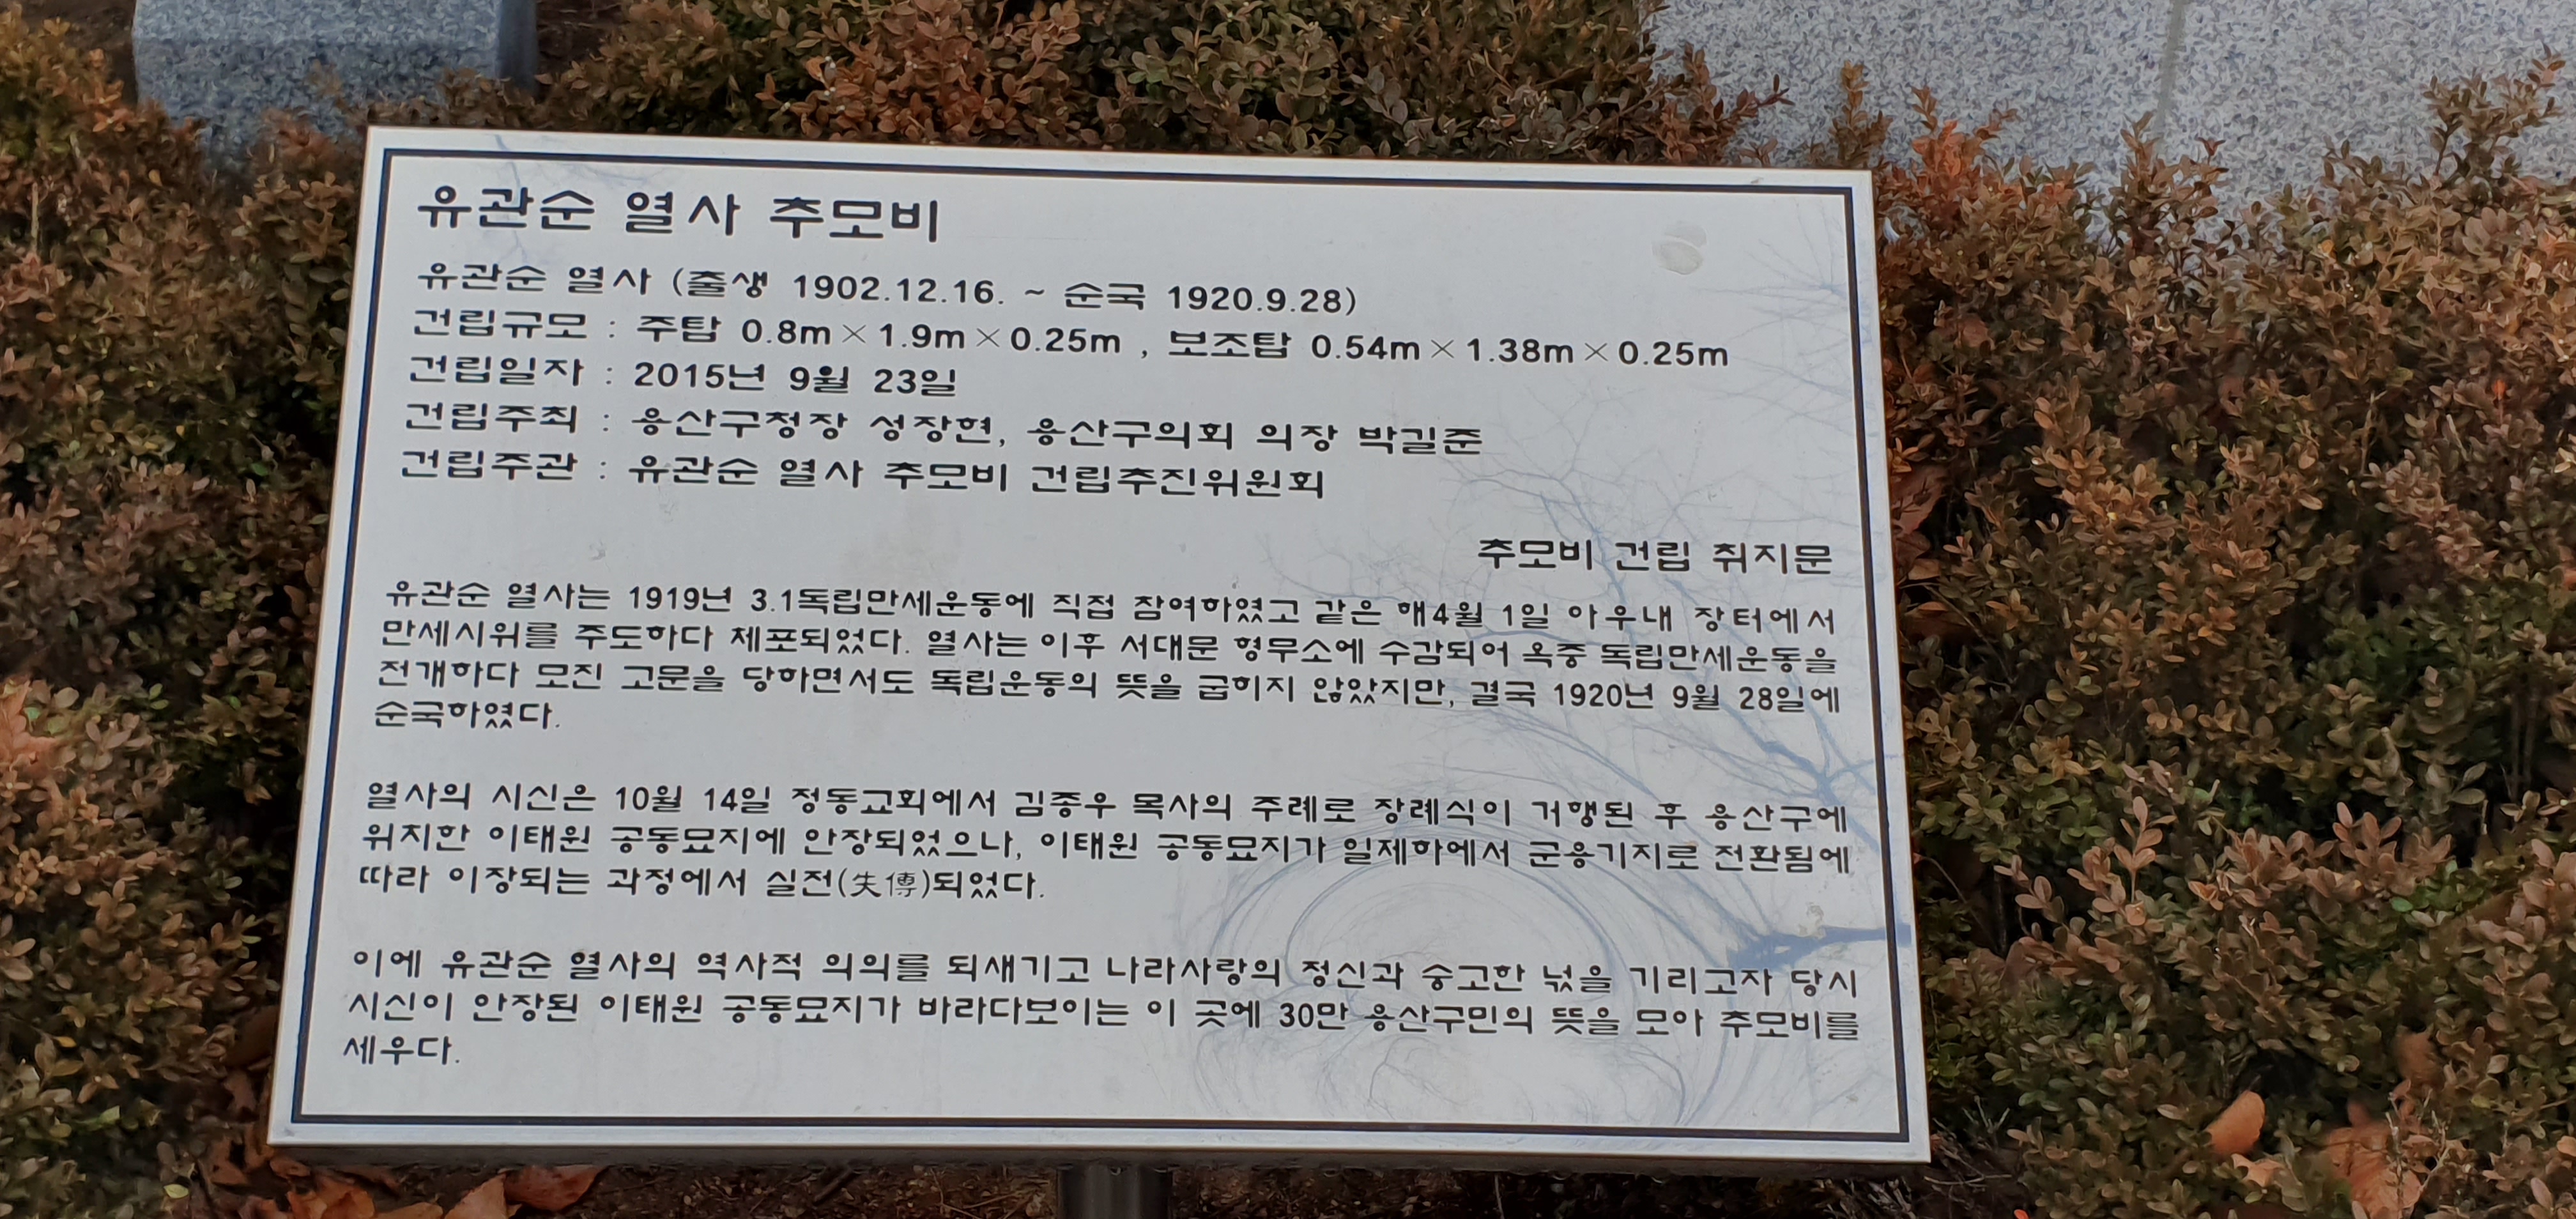 유관순 열사 추모비
유관순 열사 (출생 1902.12.16. ~ 순국 1920.9.28)
건립규모 : 주탑 0.8m×1.9m×0.25m , 보조탑 0.54m×1.38m×0.25m
건립일자 : 2015년 9월 23일
건립주최 : 용산구청장 성장현, 용산구의회 의장 박길준
건립주관 : 유관순 열사 추모비 건립추진위원회
추모비 건립 취지문
유관순 열사는 1919년 3.1독립만세운동에 직접 참여하였고 같은 해4월 1일 아우내 장터에서
만세시위를 주도하다 체포되었다. 열사는 이후 서대문 형무소에 수감되어 옥중 독립만세운동을
전개하다 모진 고문을 당하면서도 독립운동의 뜻을 굽히지 않았지만, 결국 1920년 9월 28일에
순국하였다.
열사의 시신은 10월 14일 정동교회에서 김종우 목사의 주례로 장례식이 거행된 후 용산구에
위치한 이태원 공동묘지에 안장되었으나, 이태원 공동묘지가 일제하에서 군용기지로 전환됨에
따라 이장되는 과정에서 실전(失傳)되었다.
이에 유관순 열사의 역사적 의의를 되새기고 나라사랑의 정신과 숭고한 넋을 기리고자 당시
시신이 안장된 이태원 공동묘지가 바라다보이는 이 곳에 30만 용산구민의 뜻을 모아 추모비를
세우다.